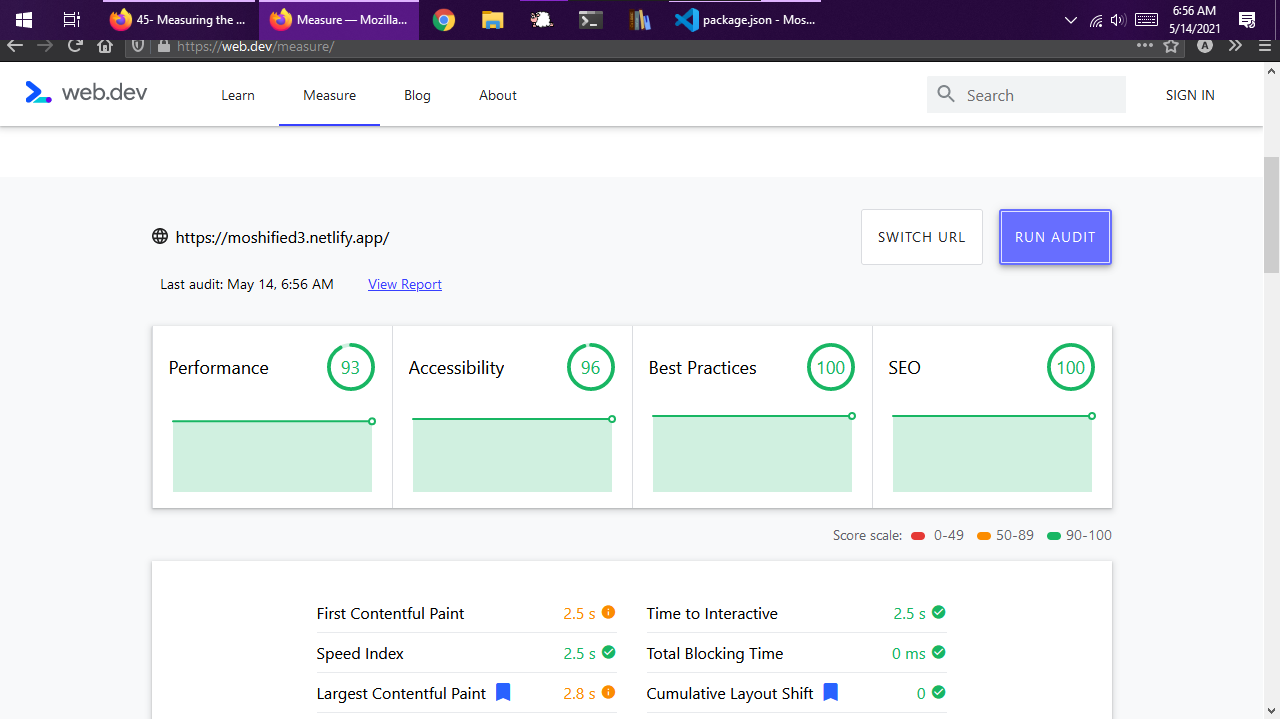 45- Measuring the ...
Measure — Mozilla...
package.json - Mos...
6:56 AM
5/14/2021
https://web.dev/measure/
web.dev
Learn
Measure
Blog
About
Search
SIGN IN
https://moshified3.netlify.app/
SWITCH URL
RUN AUDIT
Last audit: May 14, 6:56 AM
View Report
Performance 93
Accessibility 96
Best Practices 100
SEO 100
Score scale: 0-49 50-89 90-100
First Contentful Paint 2.5 s
Time to Interactive 2.5 s
Speed Index 2.5 s
Total Blocking Time 0 ms
Largest Contentful Paint 2.8 s
Cumulative Layout Shift 0